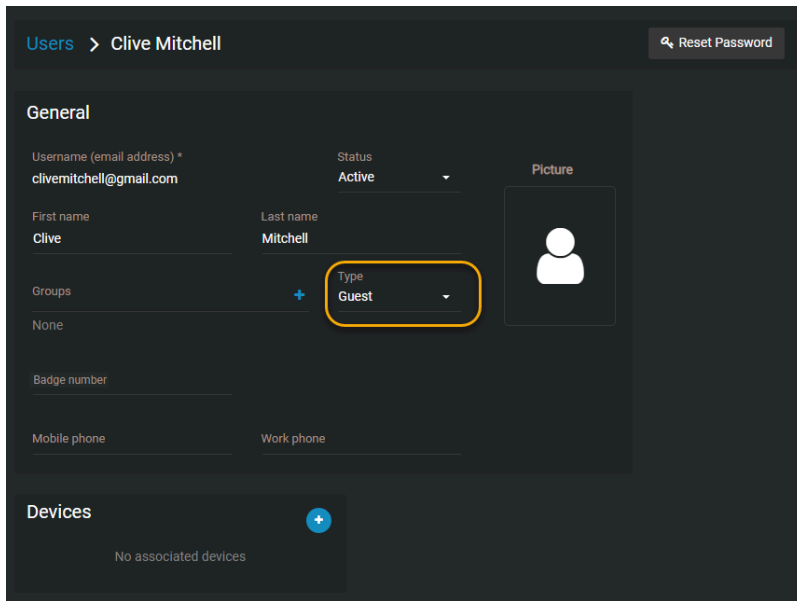 Users > Clive Mitchell
Reset Password
General
Username (email address) *
clivemitchell@gmail.com
Status
Active
Picture
First name
Clive
Last name
Mitchell
Groups
+
None
Type
Guest
Badge number
Mobile phone
Work phone
Devices
+
No associated devices